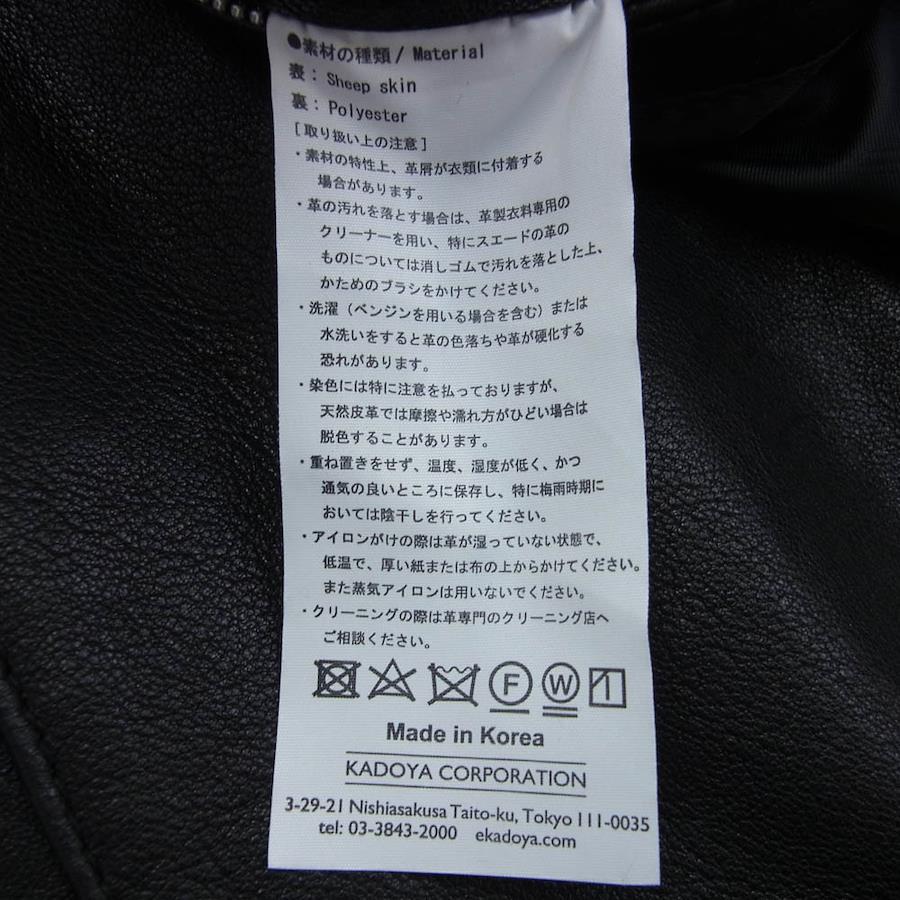 ●素材の種類/ Material
表: Sheep skin
裏: Polyester
[取り扱い上の注意]
・素材の特性上、革屑が衣類に付着する
場合があります。
・革の汚れを落とす場合は、革製衣料専用の
クリーナーを用い、特にスエードの革の
ものについては消しゴムで汚れを落とした上、
かためのブラシをかけてください。
・洗濯(ベンジンを用いる場合を含む)または
水洗いをすると革の色落ちや革が硬化する
恐れがあります。
・染色には特に注意を払っておりますが、
天然皮革では摩擦や濡れ方がひどい場合は
脱色することがあります。
・重ね置きをせず、温度、湿度が低く、かつ
通気の良いところに保存し、特に梅雨時期に
おいては陰干しを行ってください。
・アイロンがけの際は革が湿っていない状態で、
低温で、厚い紙または布の上からかけてください。
また蒸気アイロンは用いないでください。
・クリーニングの際は革専門のクリーニング店へ
ご相談ください。
F W
Made in Korea
KADOYA CORPORATION
3-29-21 Nishiasakusa Taito-ku, Tokyo 111-0035
tel: 03-3843-2000 ekadoya.com